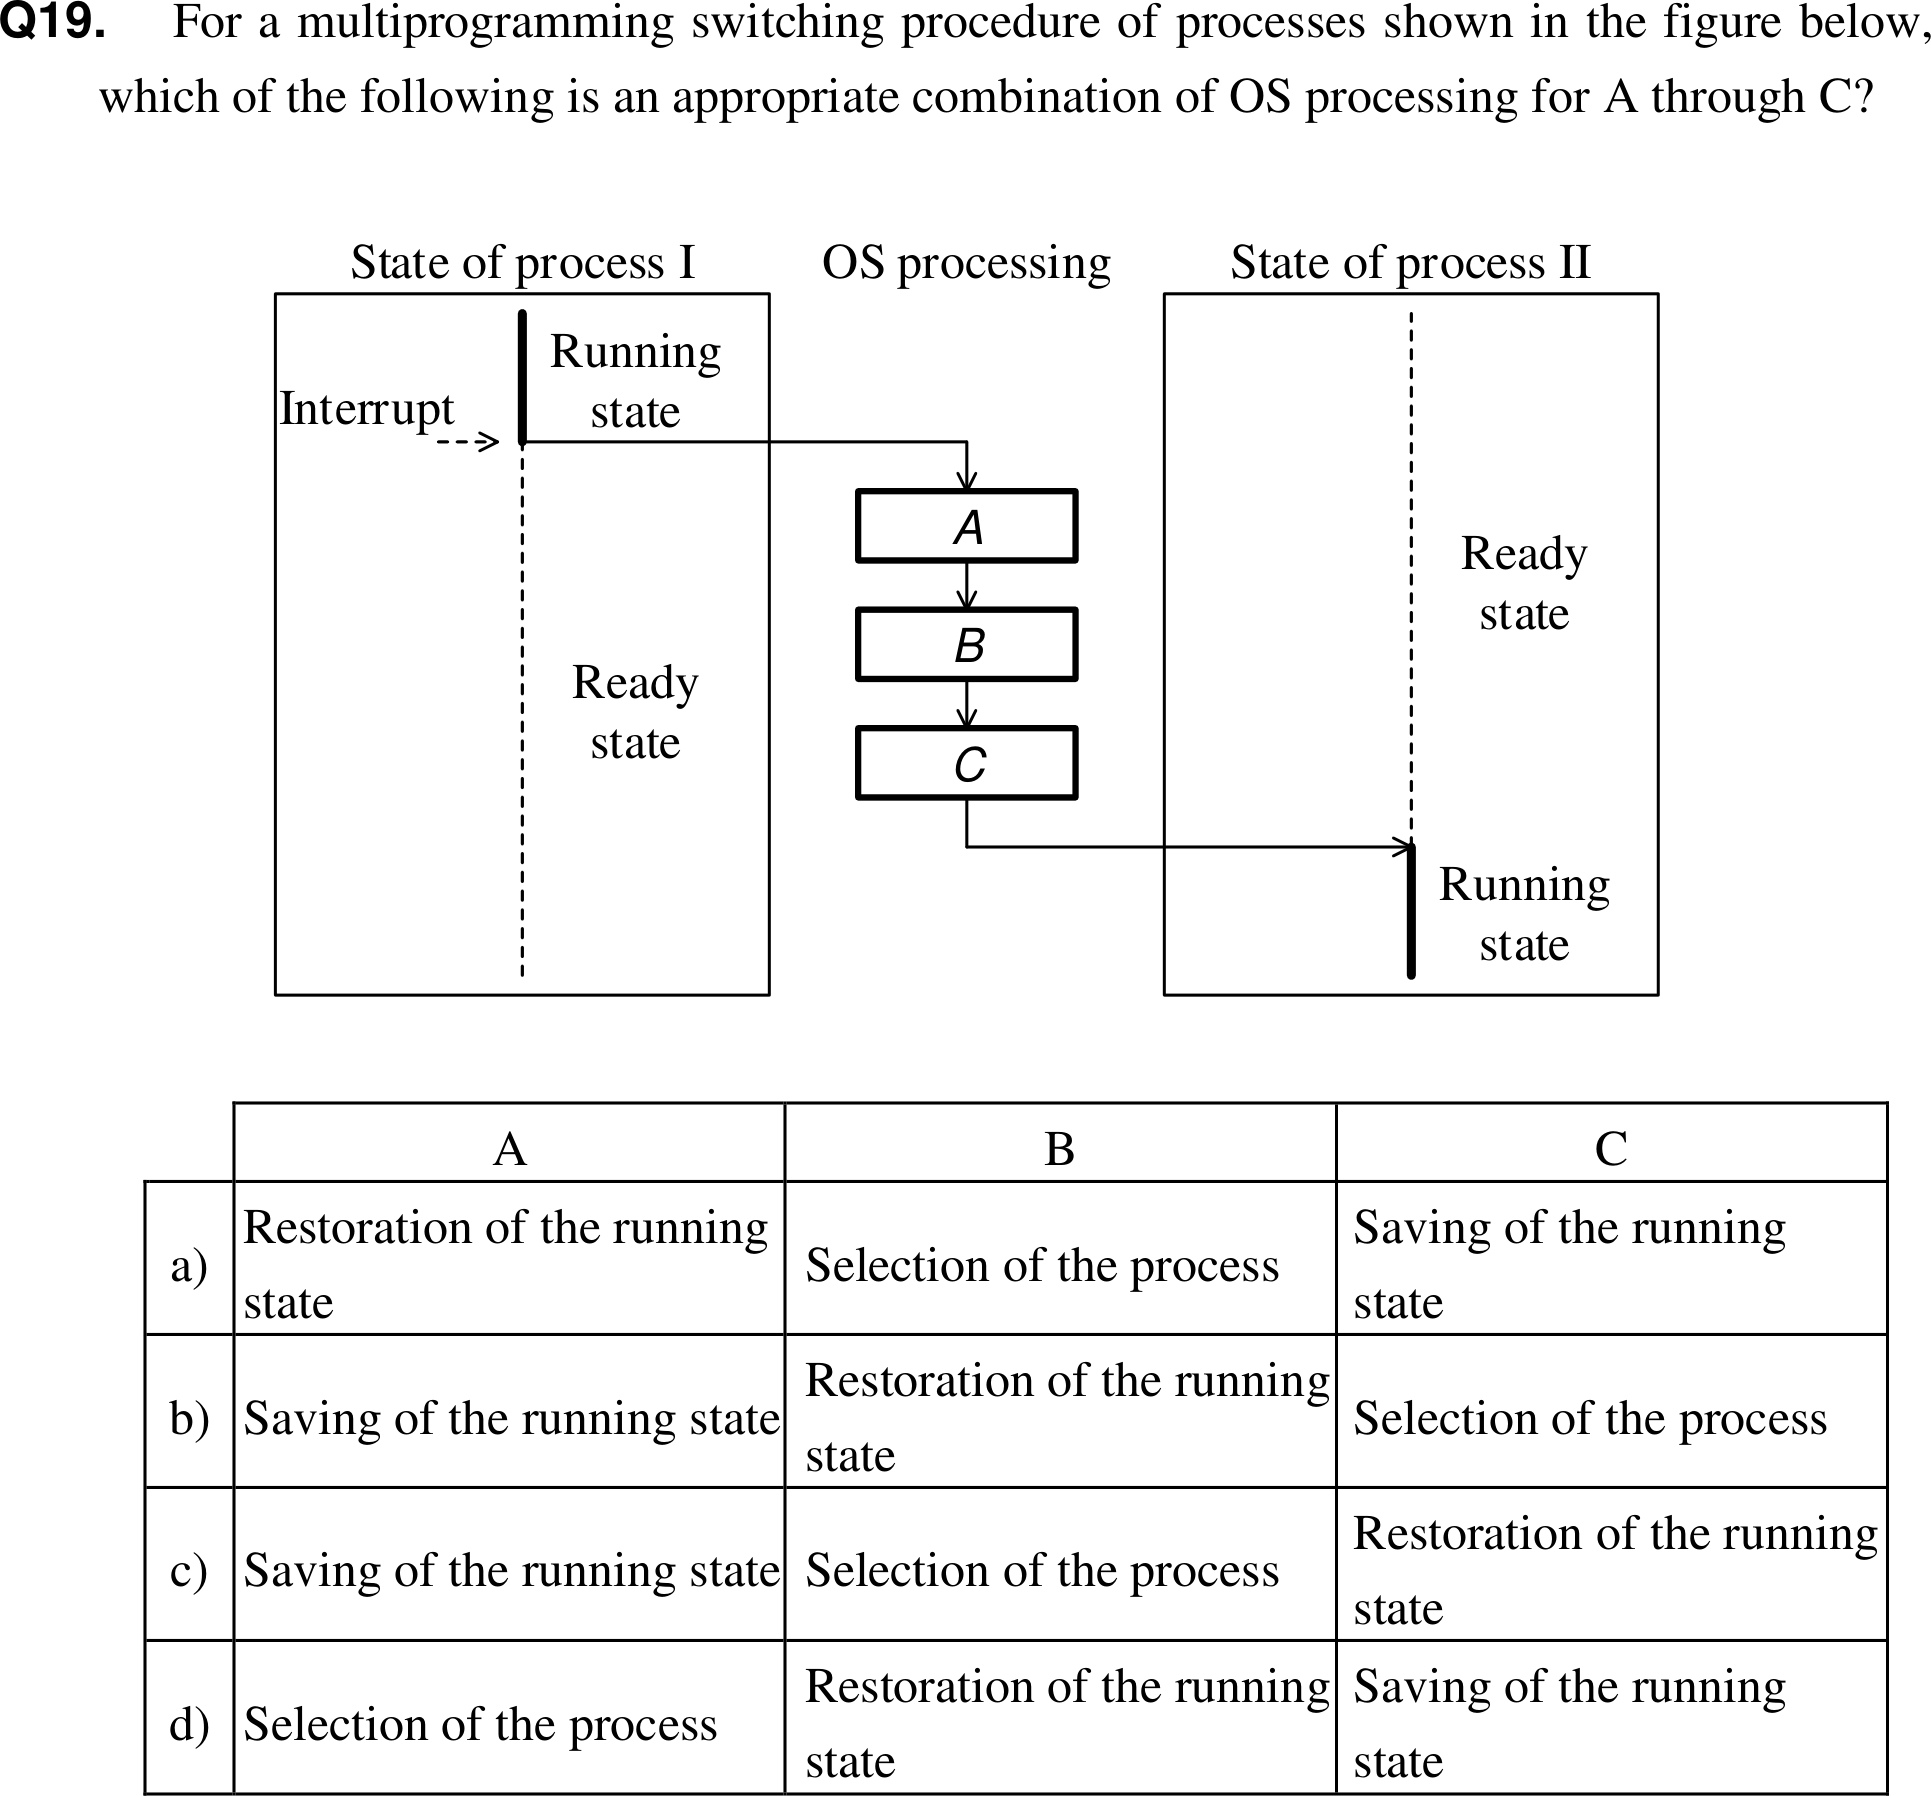 Q19. For a multiprogramming switching procedure of processes shown in the figure below,
which of the following is an appropriate combination of OS processing for A through C?
State of process I OS processing State of process II
Running
state
Interrupt
A
B
C
Ready
state
Ready
state
Running
state
A B C
a) Restoration of the running state Selection of the process Saving of the running state
b) Saving of the running state Restoration of the running state Selection of the process
c) Saving of the running state Selection of the process Restoration of the running state
d) Selection of the process Restoration of the running state Saving of the running state